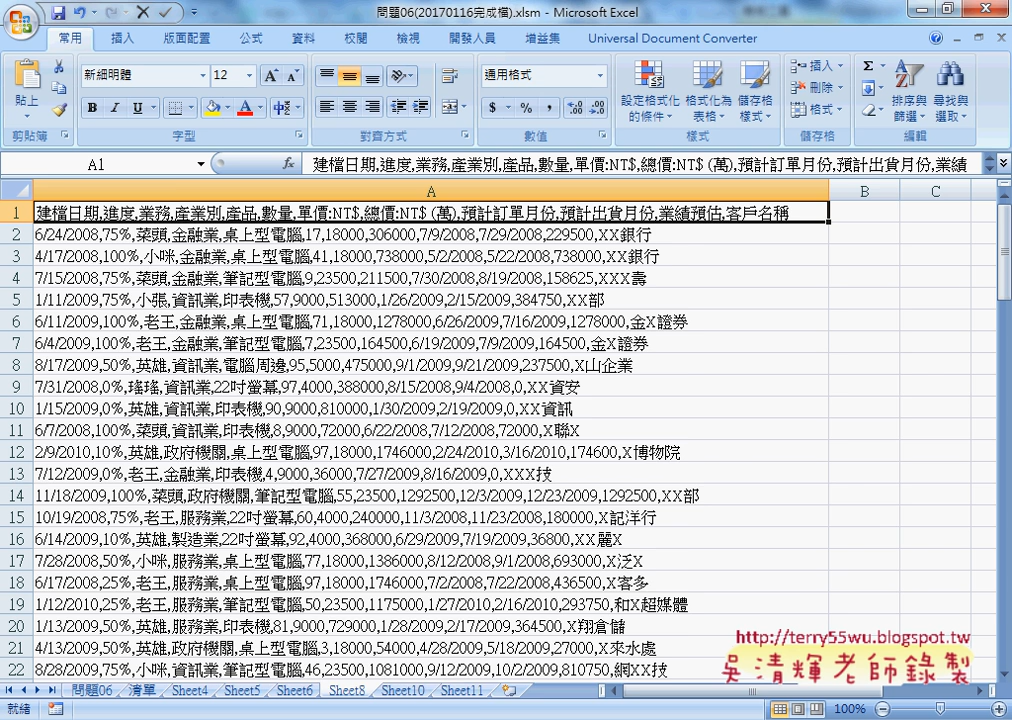 問題06(20170116完成檔).xlsm - Microsoft Excel
常用 插入 版面配置 公式 資料 校閱 檢視 開發人員 增益集 Universal Document Converter
貼上 新細明體 12 通用格式 設定格式化的條件 格式化為表格 儲存格樣式 插入 刪除 格式 排序與篩選 尋找與選取
剪貼簿 字型 對齊方式 數值 樣式 儲存格 編輯
A1 fx 建檔日期,進度,業務,產業別,產品,數量,單價:NT$,總價:NT$ (萬),預計訂單月份,預計出貨月份,業績
A B C
1 建檔日期,進度,業務,產業別,產品,數量,單價:NT$,總價:NT$ (萬),預計訂單月份,預計出貨月份,業績預估,客戶名稱
2 6/24/2008,75%,菜頭,金融業,桌上型電腦,17,18000,306000,7/9/2008,7/29/2008,229500,XX銀行
3 4/17/2008,100%,小咪,金融業,桌上型電腦,41,18000,738000,5/2/2008,5/22/2008,738000,XX銀行
4 7/15/2008,75%,菜頭,金融業,筆記型電腦,9,23500,211500,7/30/2008,8/19/2008,158625,XXX壽
5 1/11/2009,75%,小張,資訊業,印表機,57,9000,513000,1/26/2009,2/15/2009,384750,XX部
6 6/11/2009,100%,老王,金融業,桌上型電腦,71,18000,1278000,6/26/2009,7/16/2009,1278000,金X證券
7 6/4/2009,100%,老王,金融業,筆記型電腦,7,23500,164500,6/19/2009,7/9/2009,164500,金X證券
8 8/17/2009,50%,英雄,資訊業,電腦周邊,95,5000,475000,9/1/2009,9/21/2009,237500,X山企業
9 7/31/2008,0%,瑤瑤,資訊業,22吋螢幕,97,4000,388000,8/15/2008,9/4/2008,0,XX資安
10 1/15/2009,0%,英雄,資訊業,印表機,90,9000,810000,1/30/2009,2/19/2009,0,XX資訊
11 6/7/2008,100%,菜頭,資訊業,印表機,8,9000,72000,6/22/2008,7/12/2008,72000,X聯X
12 2/9/2010,10%,英雄,政府機關,桌上型電腦,97,18000,1746000,2/24/2010,3/16/2010,174600,X博物院
13 7/12/2009,0%,老王,金融業,印表機,4,9000,36000,7/27/2009,8/16/2009,0,XXX技
14 11/18/2009,100%,菜頭,政府機關,筆記型電腦,55,23500,1292500,12/3/2009,12/23/2009,1292500,XX部
15 10/19/2008,75%,老王,服務業,22吋螢幕,60,4000,240000,11/3/2008,11/23/2008,180000,X記洋行
16 6/14/2009,10%,英雄,製造業,22吋螢幕,92,4000,368000,6/29/2009,7/19/2009,36800,XX麗X
17 7/28/2008,50%,小咪,服務業,桌上型電腦,77,18000,1386000,8/12/2008,9/1/2008,693000,X泛X
18 6/17/2008,25%,老王,服務業,桌上型電腦,97,18000,1746000,7/2/2008,7/22/2008,436500,X客多
19 1/12/2010,25%,老王,服務業,筆記型電腦,50,23500,1175000,1/27/2010,2/16/2010,293750,和X超媒體
20 1/13/2009,50%,英雄,服務業,印表機,81,9000,729000,1/28/2009,2/17/2009,364500,X翔倉儲
21 4/13/2009,50%,英雄,政府機關,桌上型電腦,3,18000,54000,4/28/2009,5/18/2009,27000,X來水處
22 8/28/2009,75%,小咪,資訊業,筆記型電腦,46,23500,1081000,9/12/2009,10/2/2009,810750,網XX技
http://terry55wu.blogspot.tw
吳清輝老師錄製
問題06 清單 Sheet4 Sheet5 Sheet6 Sheet8 Sheet10 Sheet11
就緒 100%